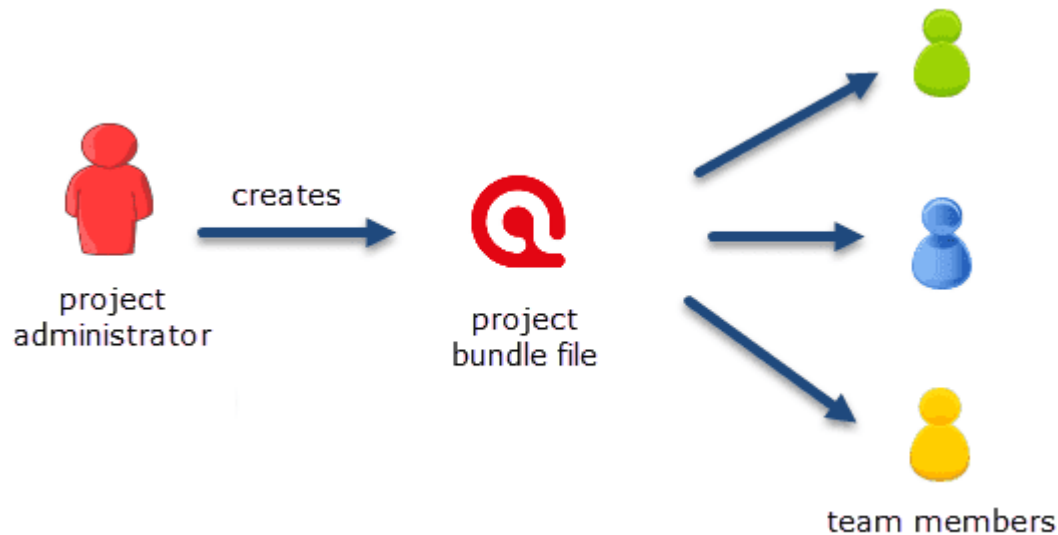 creates
project
administrator
project
bundle file
team members